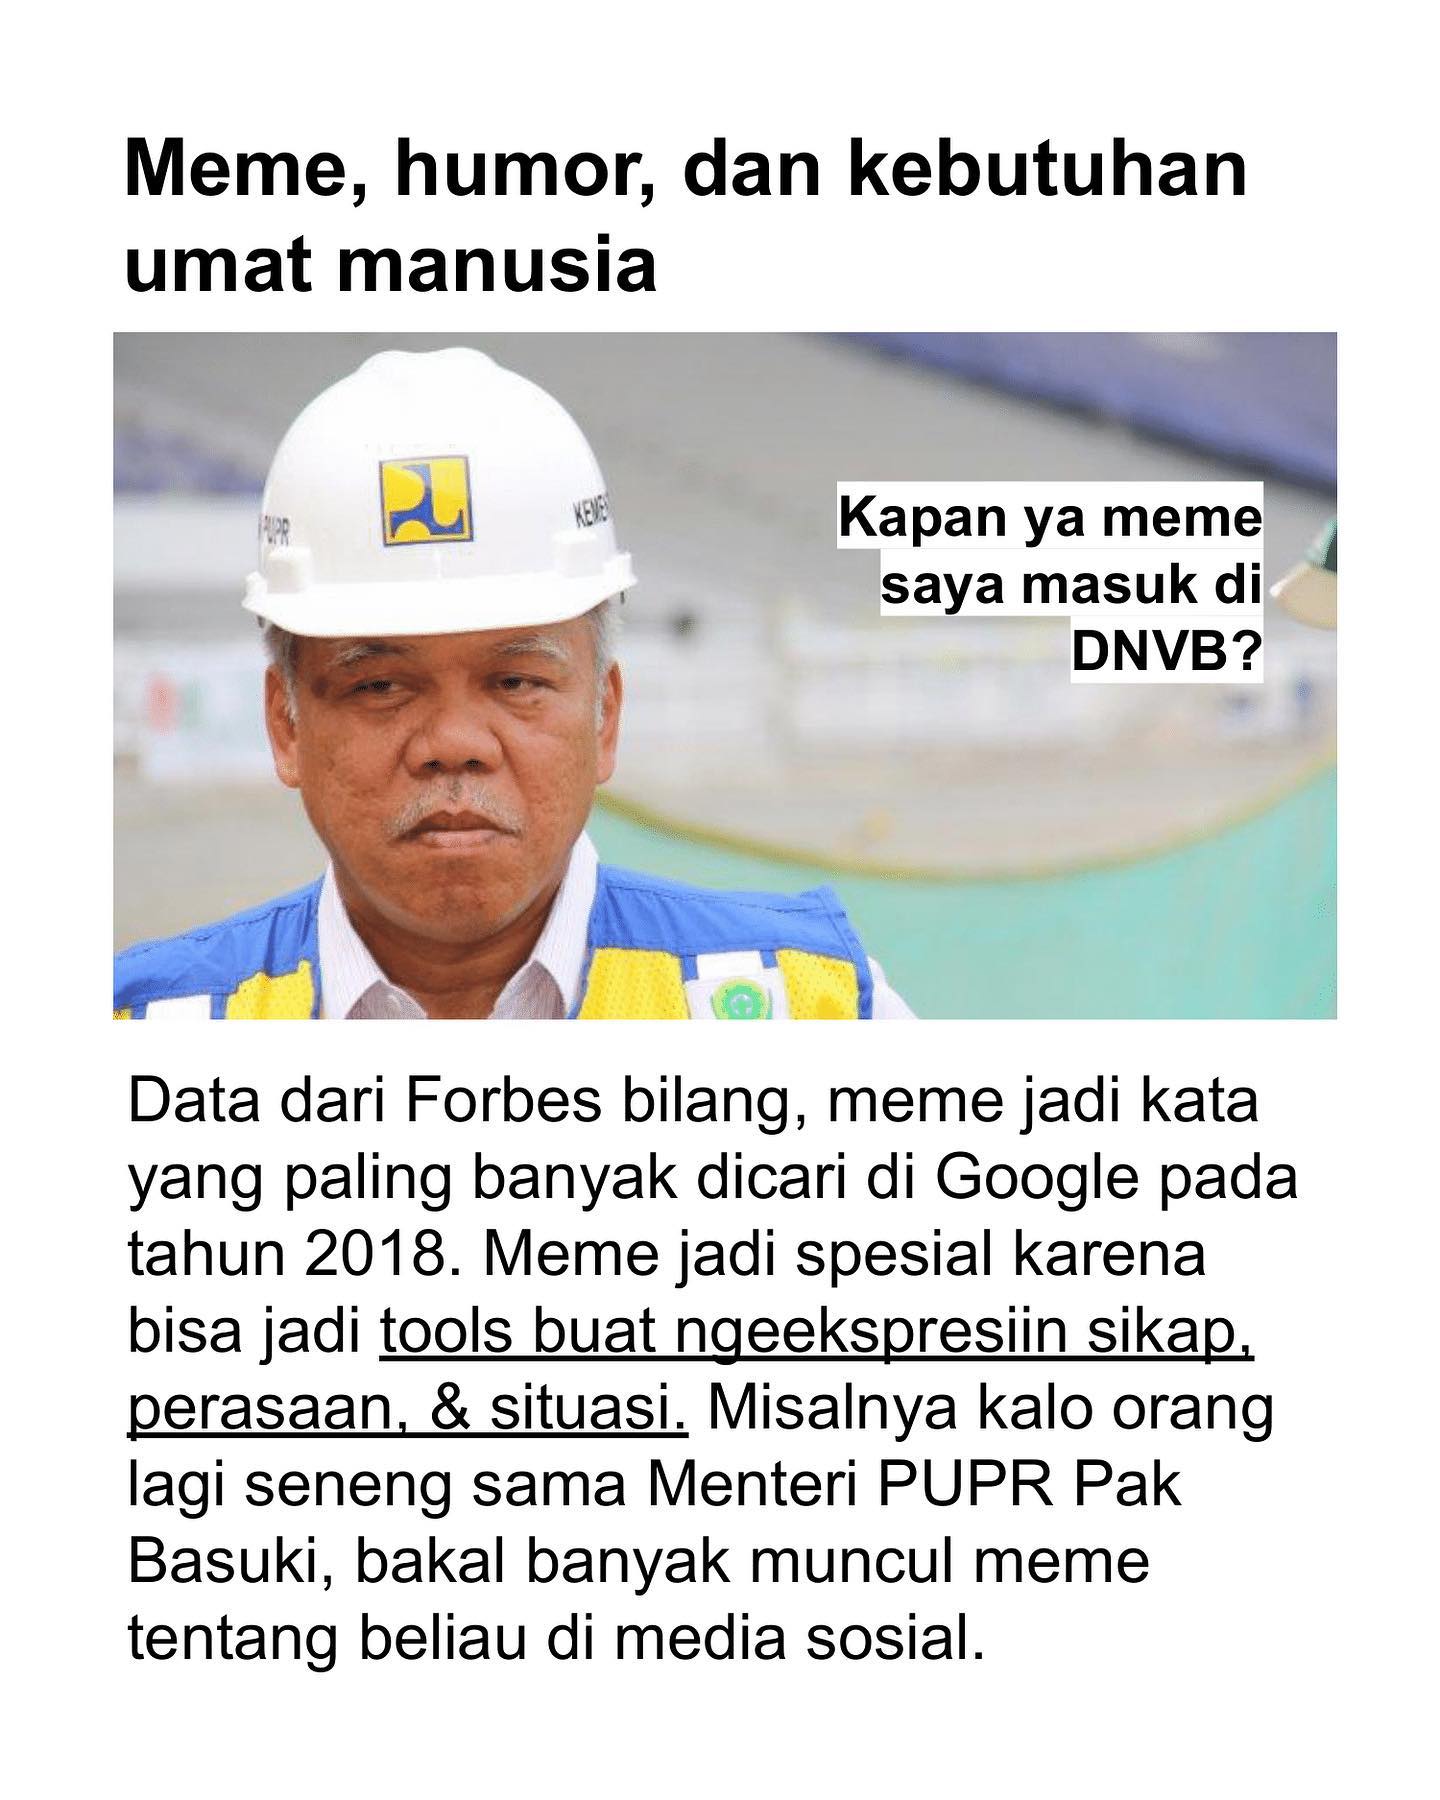 Meme, humor, dan kebutuhan
umat manusia
PUPR
KEMEN
Kapan ya meme
saya masuk di
DNVB?
Data dari Forbes bilang, meme jadi kata
yang paling banyak dicari di Google pada
tahun 2018. Meme jadi spesial karena
bisa jadi tools buat ngeekspresiin sikap,
perasaan, & situasi. Misalnya kalo orang
lagi seneng sama Menteri PUPR Pak
Basuki, bakal banyak muncul meme
tentang beliau di media sosial.